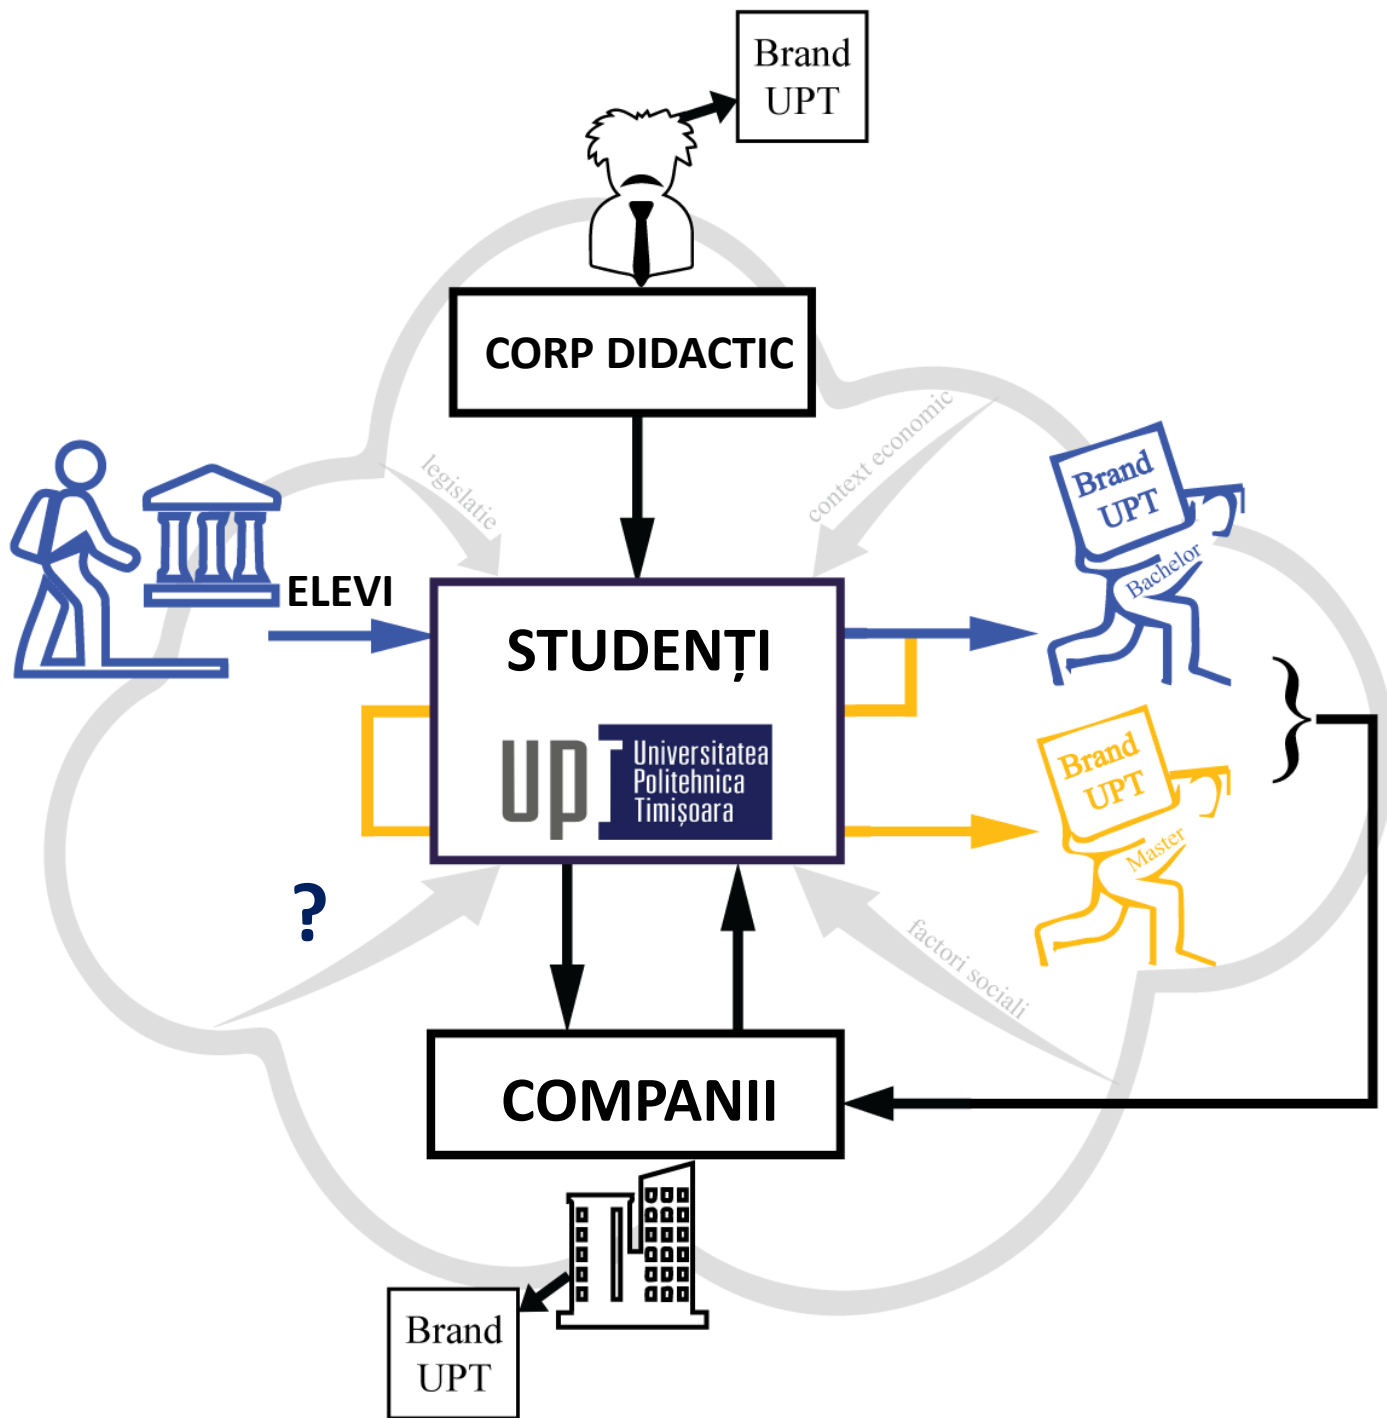 Brand
UPT
CORP DIDACTIC
legislatie
context economic
Brand
UPT
Bachelor
ELEVI
STUDENȚI
upt
Universitatea
Politehnica
Timișoara
Brand
UPT
Master
?
factori sociali
COMPANII
Brand
UPT